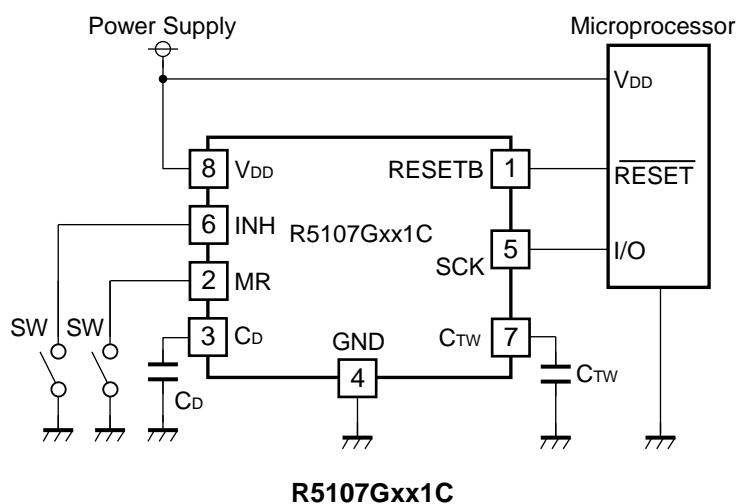 Power Supply
Microprocessor
VDD
8 VDD
RESETB 1
RESET
6 INH
R5107Gxx1C
5
SCK
I/O
2 MR
SW
SW
3 CD
GND
CTW 7
4
CD
CTW
R5107Gxx1C